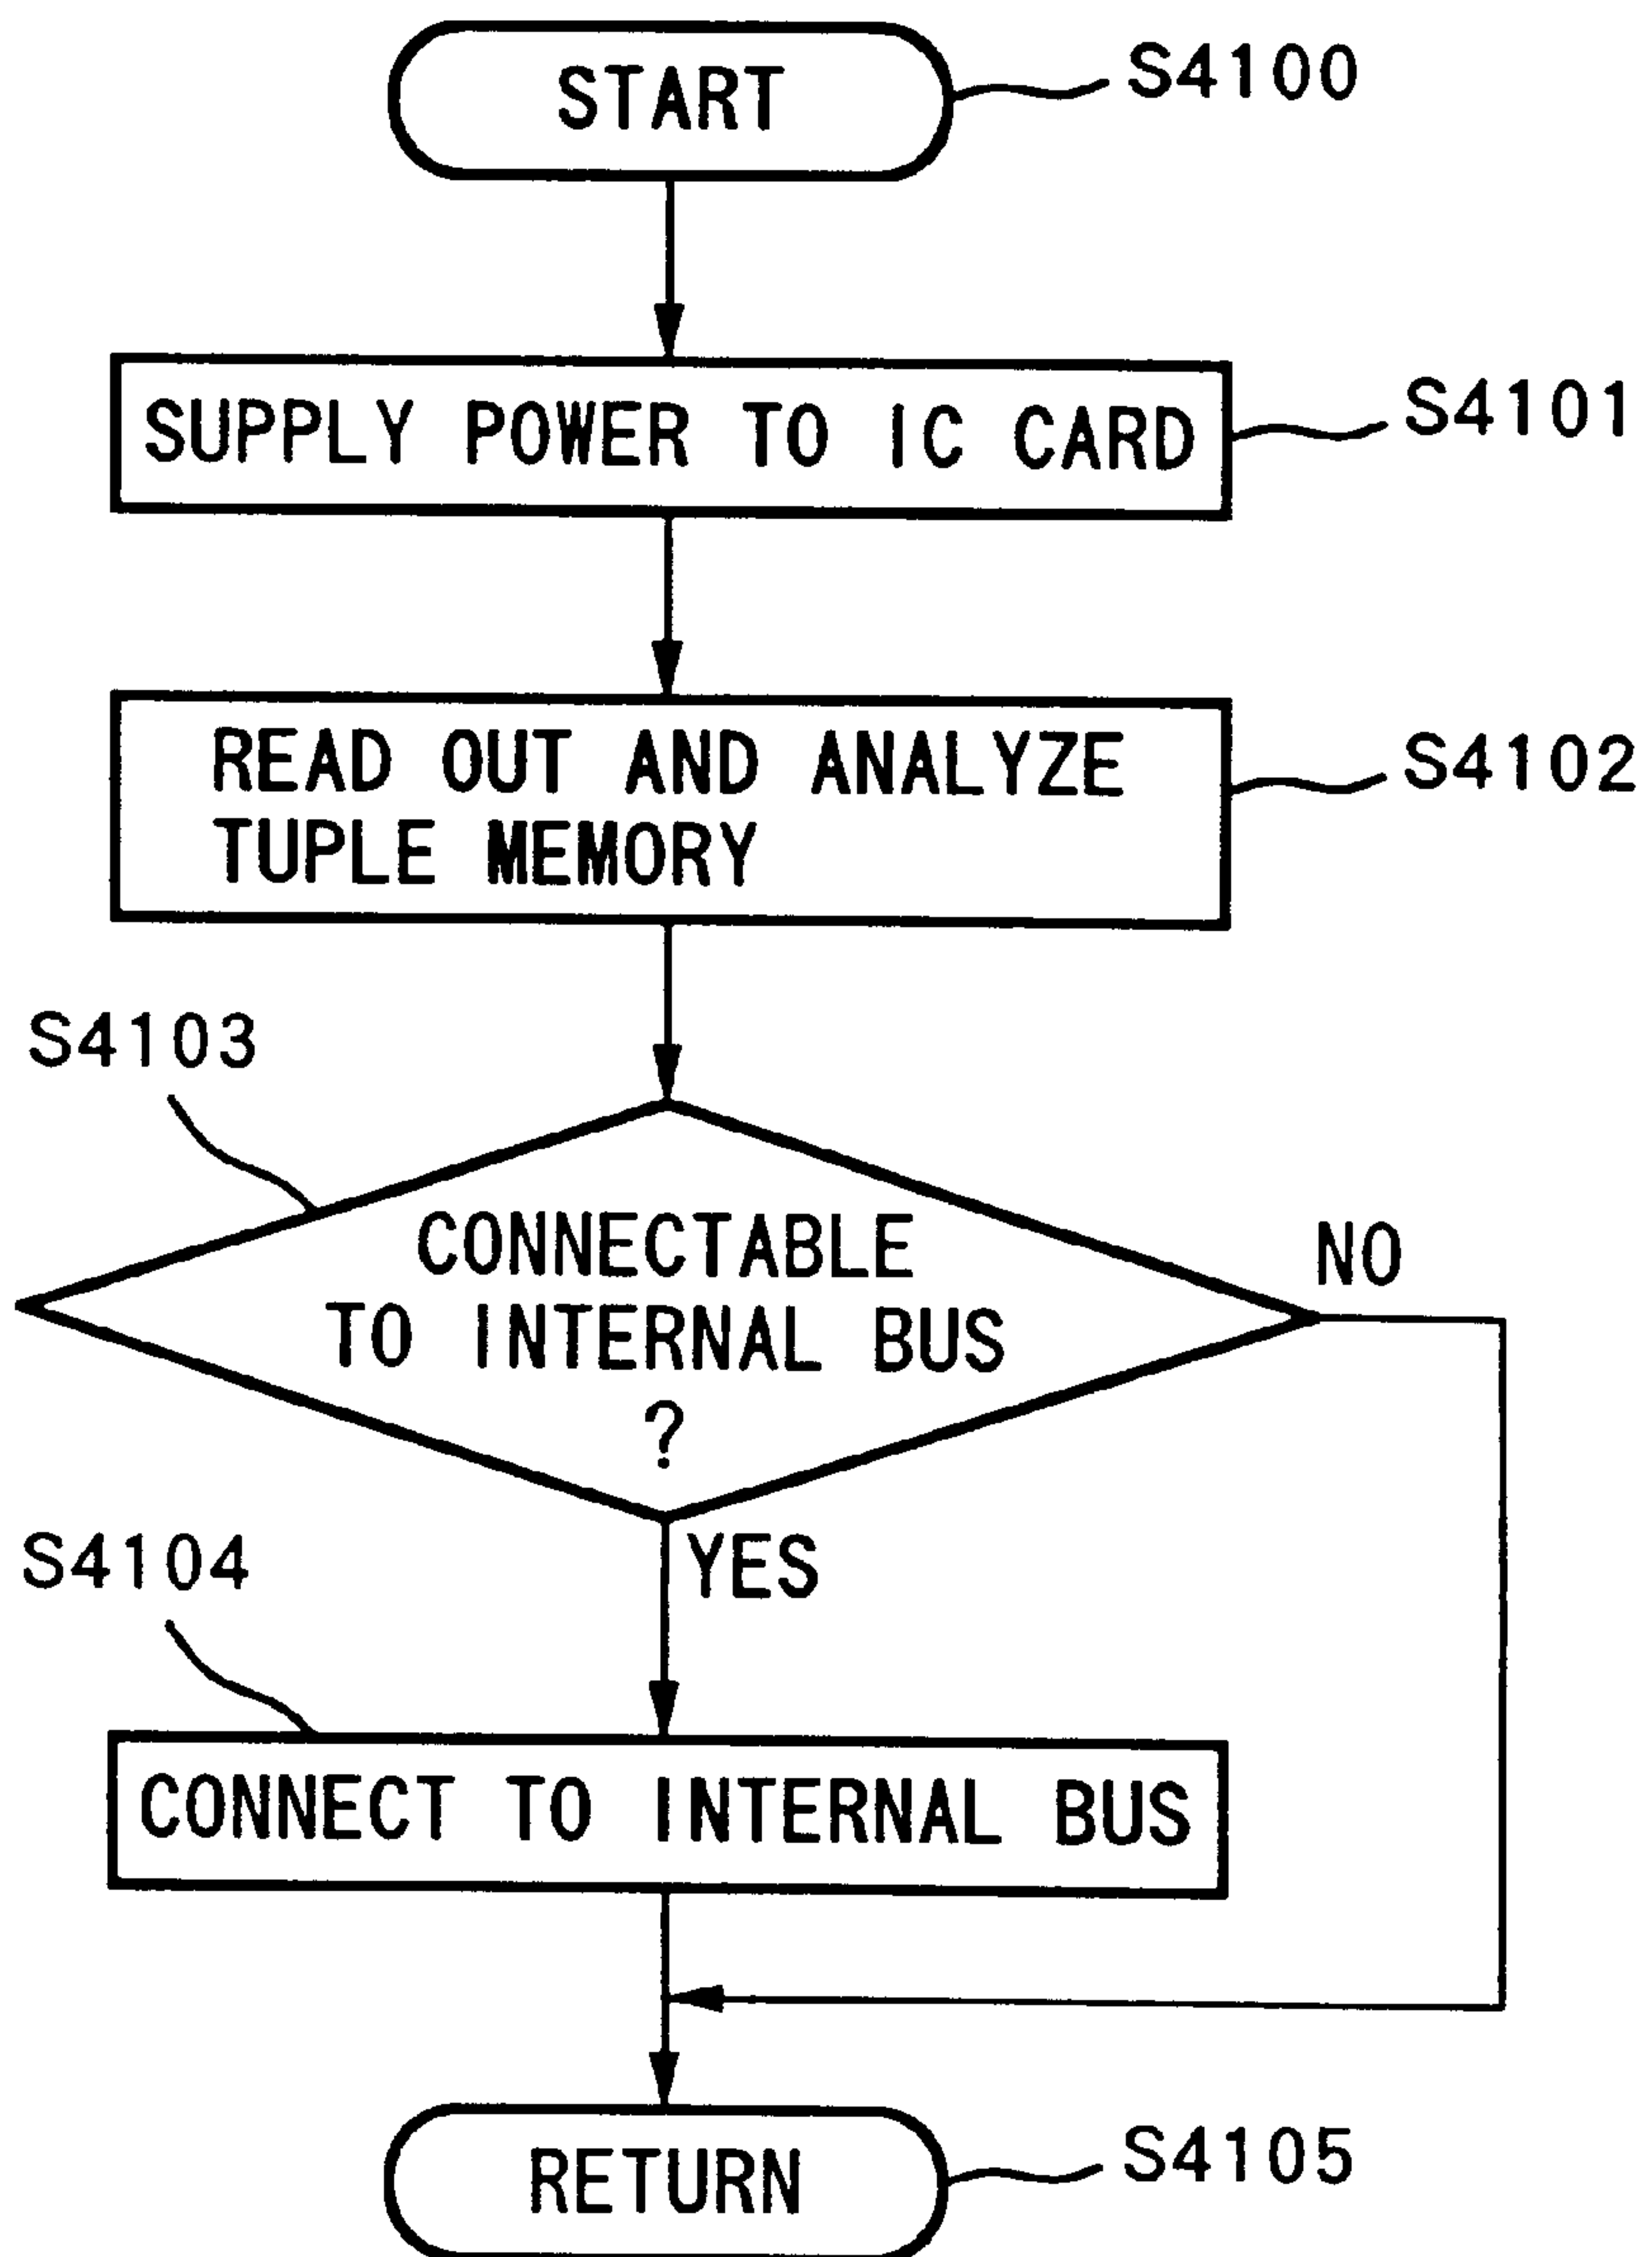 START
S4100
SUPPLY POWER TO IC CARD
S4101
READ OUT AND ANALYZE
TUPLE MEMORY
S4102
S4103
CONNECTABLE
TO INTERNAL BUS
?
NO
YES
S4104
CONNECT TO INTERNAL BUS
RETURN
S4105